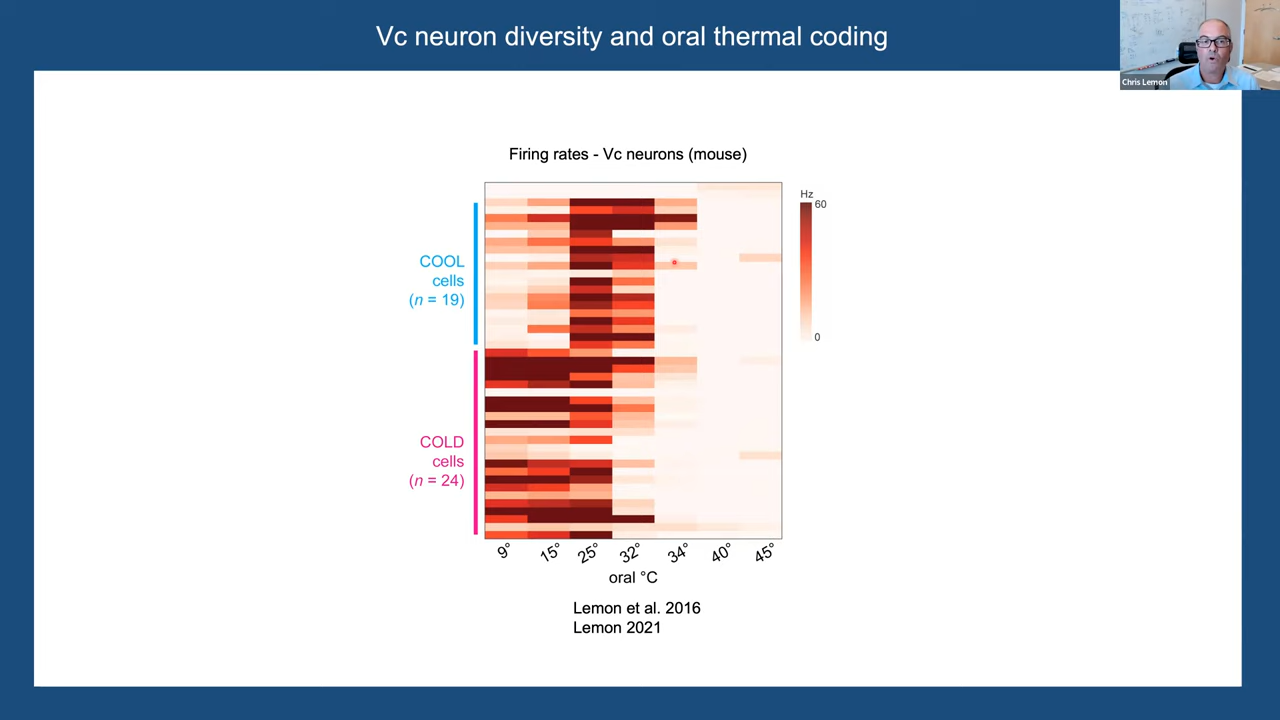 Vc neuron diversity and oral thermal coding
Chris Lemon
Firing rates - Vc neurons (mouse)
Hz
60
0
COOL
cells
(n = 19)
COLD
cells
(n = 24)
9° 15° 25° 32° 34° 40° 45°
oral °C
Lemon et al. 2016
Lemon 2021